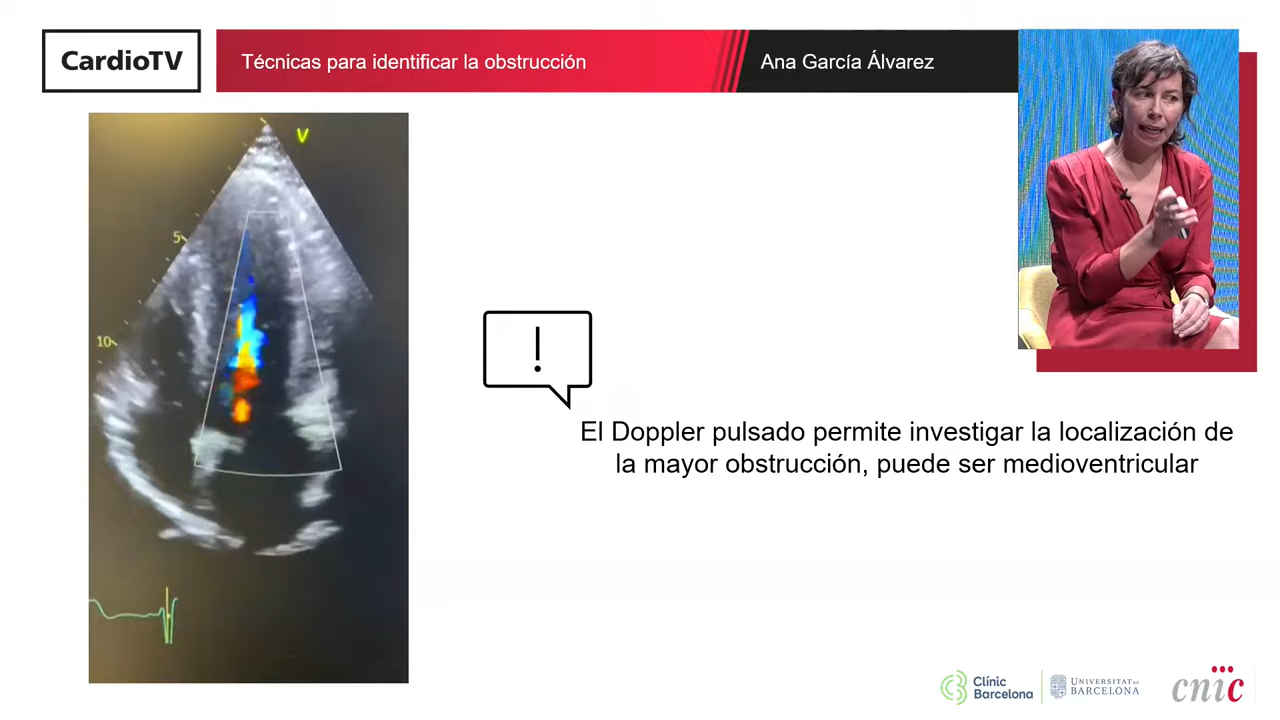 CardioTV
Técnicas para identificar la obstrucción
Ana García Álvarez
V
5
10
!
El Doppler pulsado permite investigar la localización de
la mayor obstrucción, puede ser medioventricular
Clínic
Barcelona
UNIVERSITAT DE
BARCELONA
cnic